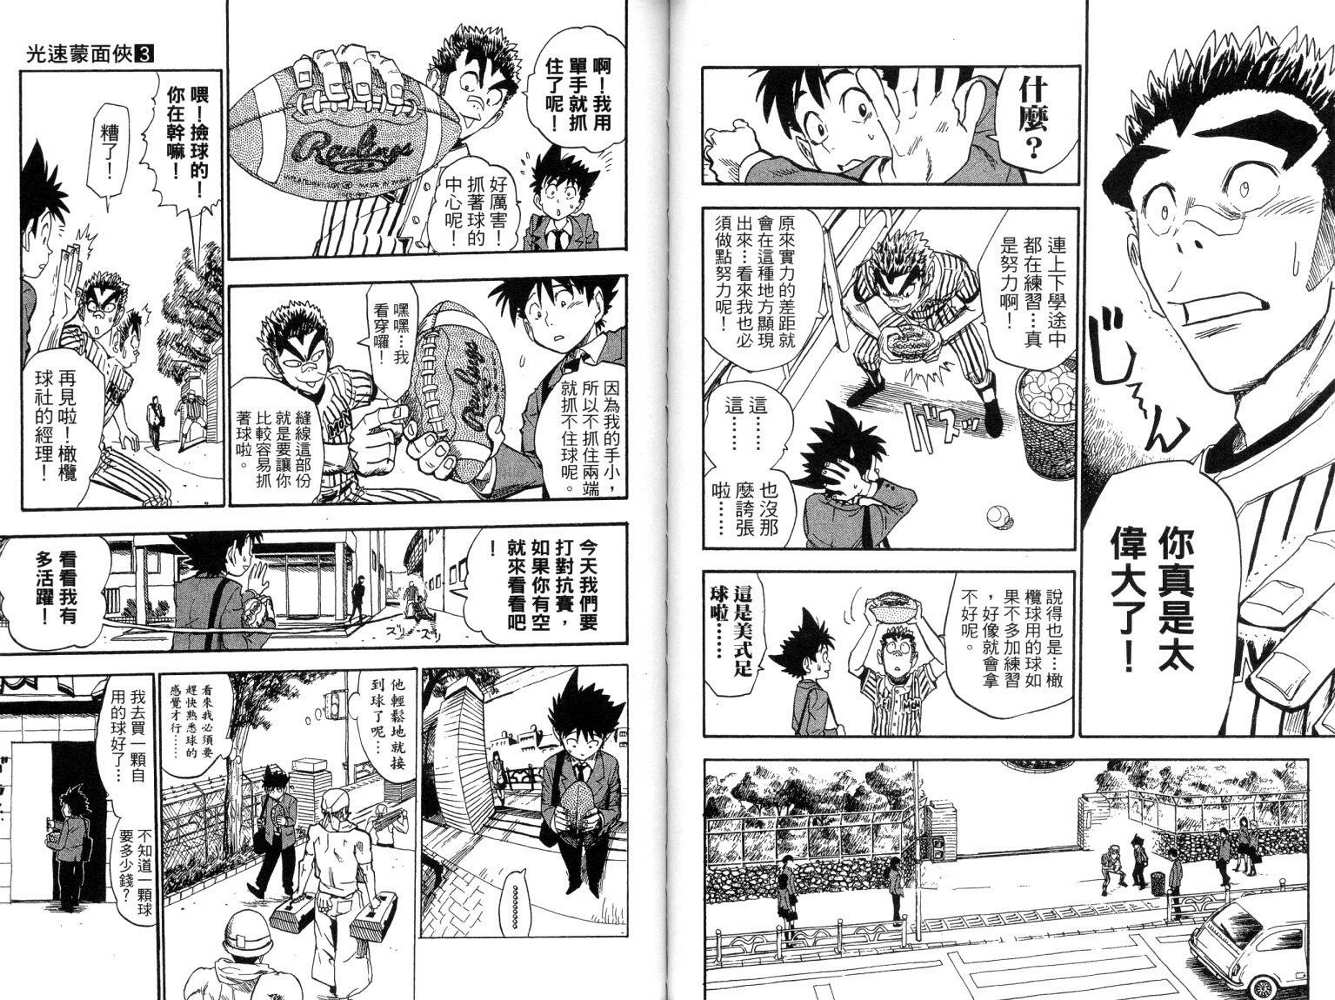 你真是太
偉大了！
じ〜ん
什麼？
連上下學途中
都在練習…真
是努力啊！
原來實力的差距就
會在這種地方顯現
出來…看來我也必
須做點努力呢！
這…
這……
也沒那
麼誇張
啦……
說得也是…橄
欖球用的球如
果不多加練習
，好像就會拿
不好呢。
這是美式足
球啦……
光速蒙面俠3
啊！我用
單手就抓
住了呢！
Rawlings
好厲害！
抓著球的
中心呢！
喂！撿球的！
你在幹嘛！
糟了！
再見啦！橄欖
球社的經理！
因為我的手小，
所以不抓住兩端
就抓不住球呢。
嘿嘿…我
看穿囉！
Rawlings
縫線這部份
就是要讓你
比較容易抓
著球啦。
今天我們要
打對抗賽，
如果你有空
就來看看吧
！
看看我有
多活躍！
他輕鬆地就接
到球了呢…
看來我必須要
趕快熟悉球的
感覺才行……
我去買一顆自
用的球好了…
不知道一顆球
要多少錢？